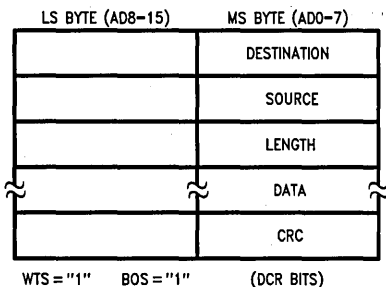 LS BYTE (AD8-15) MS BYTE (AD0-7)
DESTINATION
SOURCE
LENGTH
DATA
CRC
WTS = "1" BOS = "1" (DCR BITS)